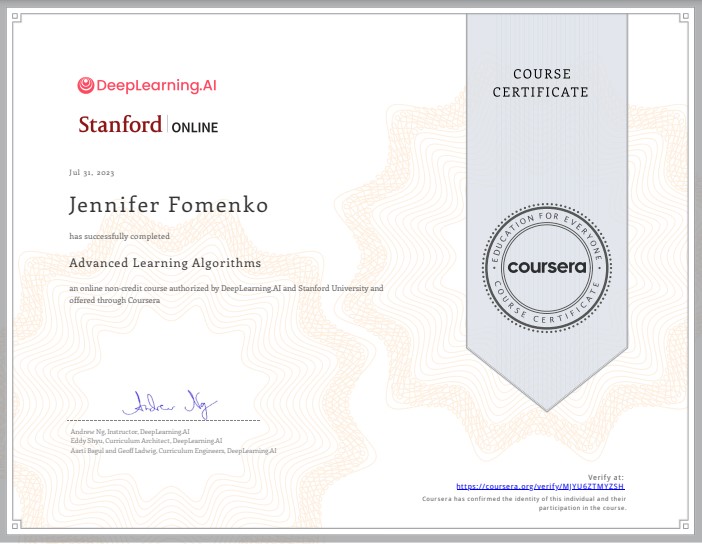 DeepLearning.AI
Stanford | ONLINE
COURSE
CERTIFICATE
Jul 31, 2023
Jennifer Fomenko
has successfully completed
Advanced Learning Algorithms
an online non-credit course authorized by DeepLearning.AI and Stanford University and
offered through Coursera
EDUCATION FOR EVERYONE
coursera
COURSE CERTIFICATE
Andrew Ng
Andrew Ng, Instructor, DeepLearning.AI
Eddy Shyu, Curriculum Architect, DeepLearning.AI
Aarti Bagul and Geoff Ladwig, Curriculum Engineers, DeepLearning.AI
Verify at:
https://coursera.org/verify/MJYU6ZTMYZSH
Coursera has confirmed the identity of this individual and their
participation in the course.